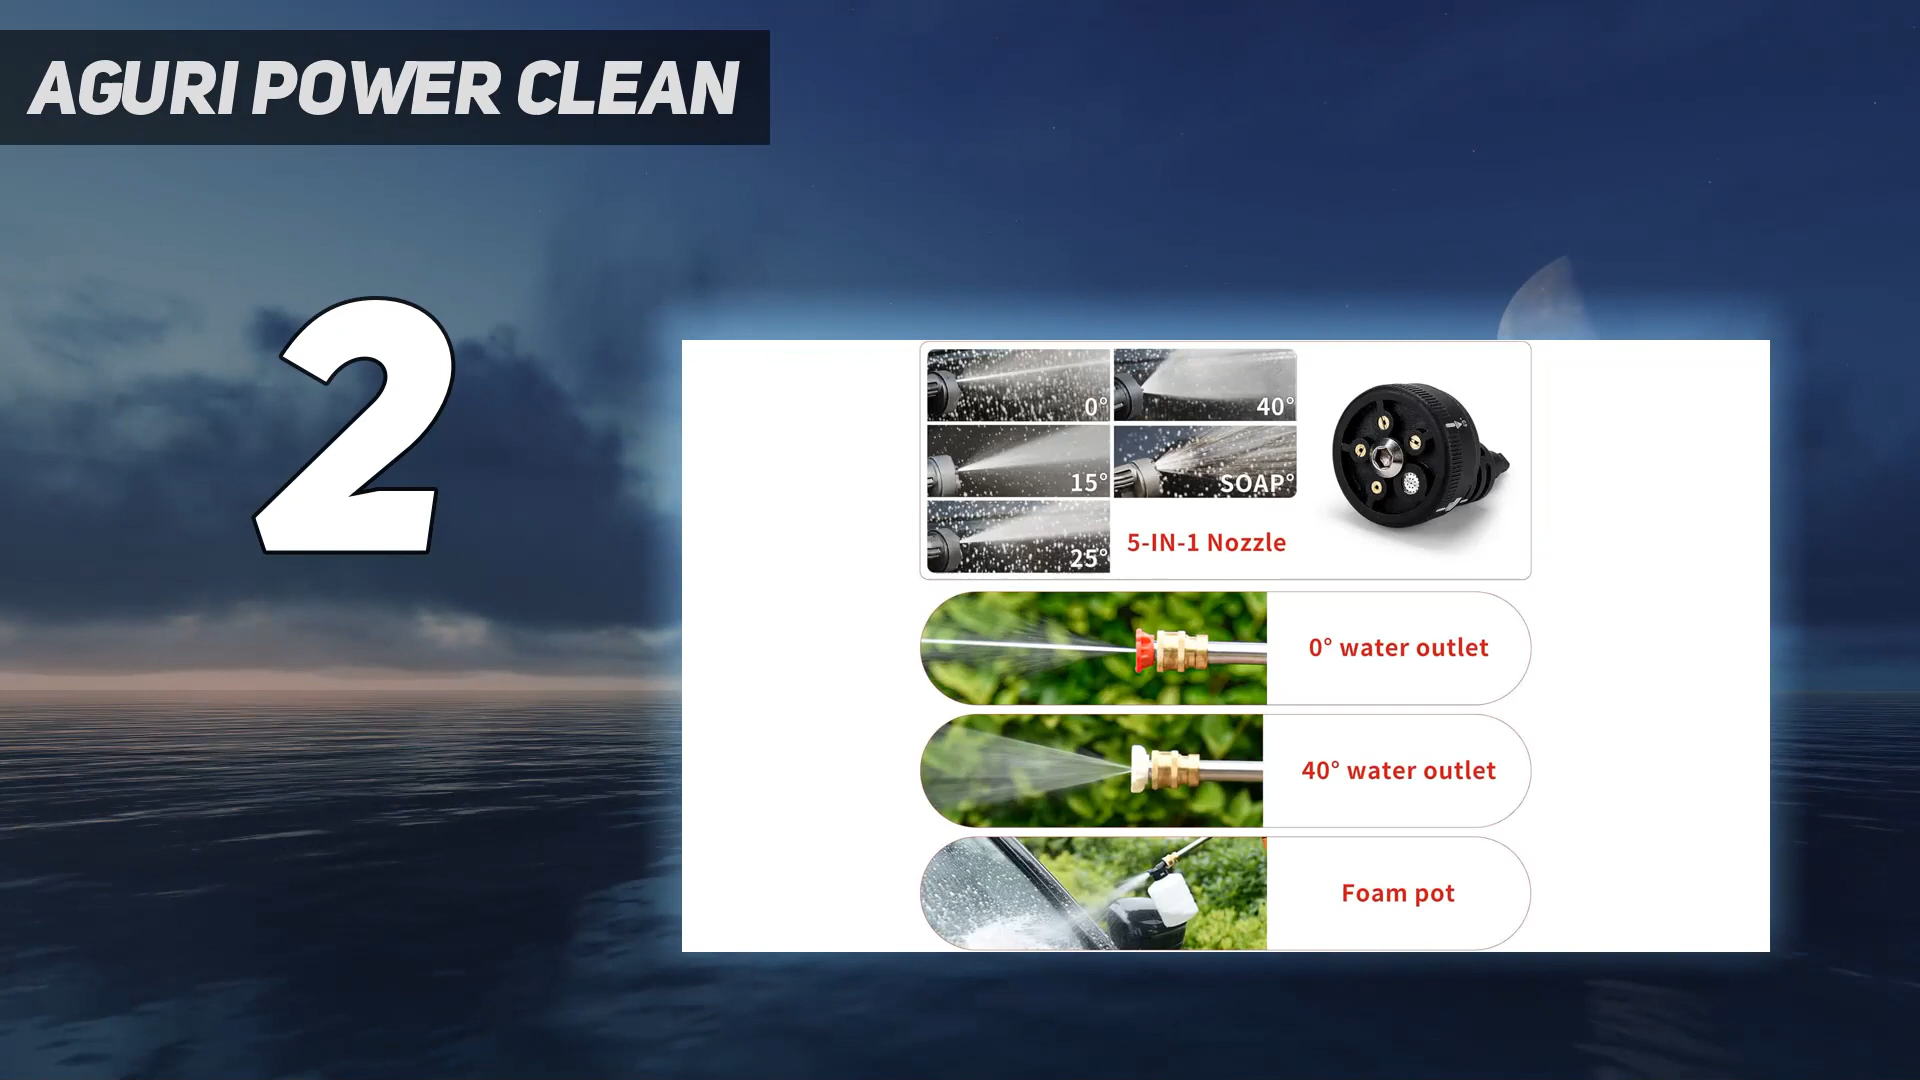 AGURI POWER CLEAN
2
0°
40°
15°
SOAP°
25°
5-IN-1 Nozzle
0° water outlet
40° water outlet
Foam pot